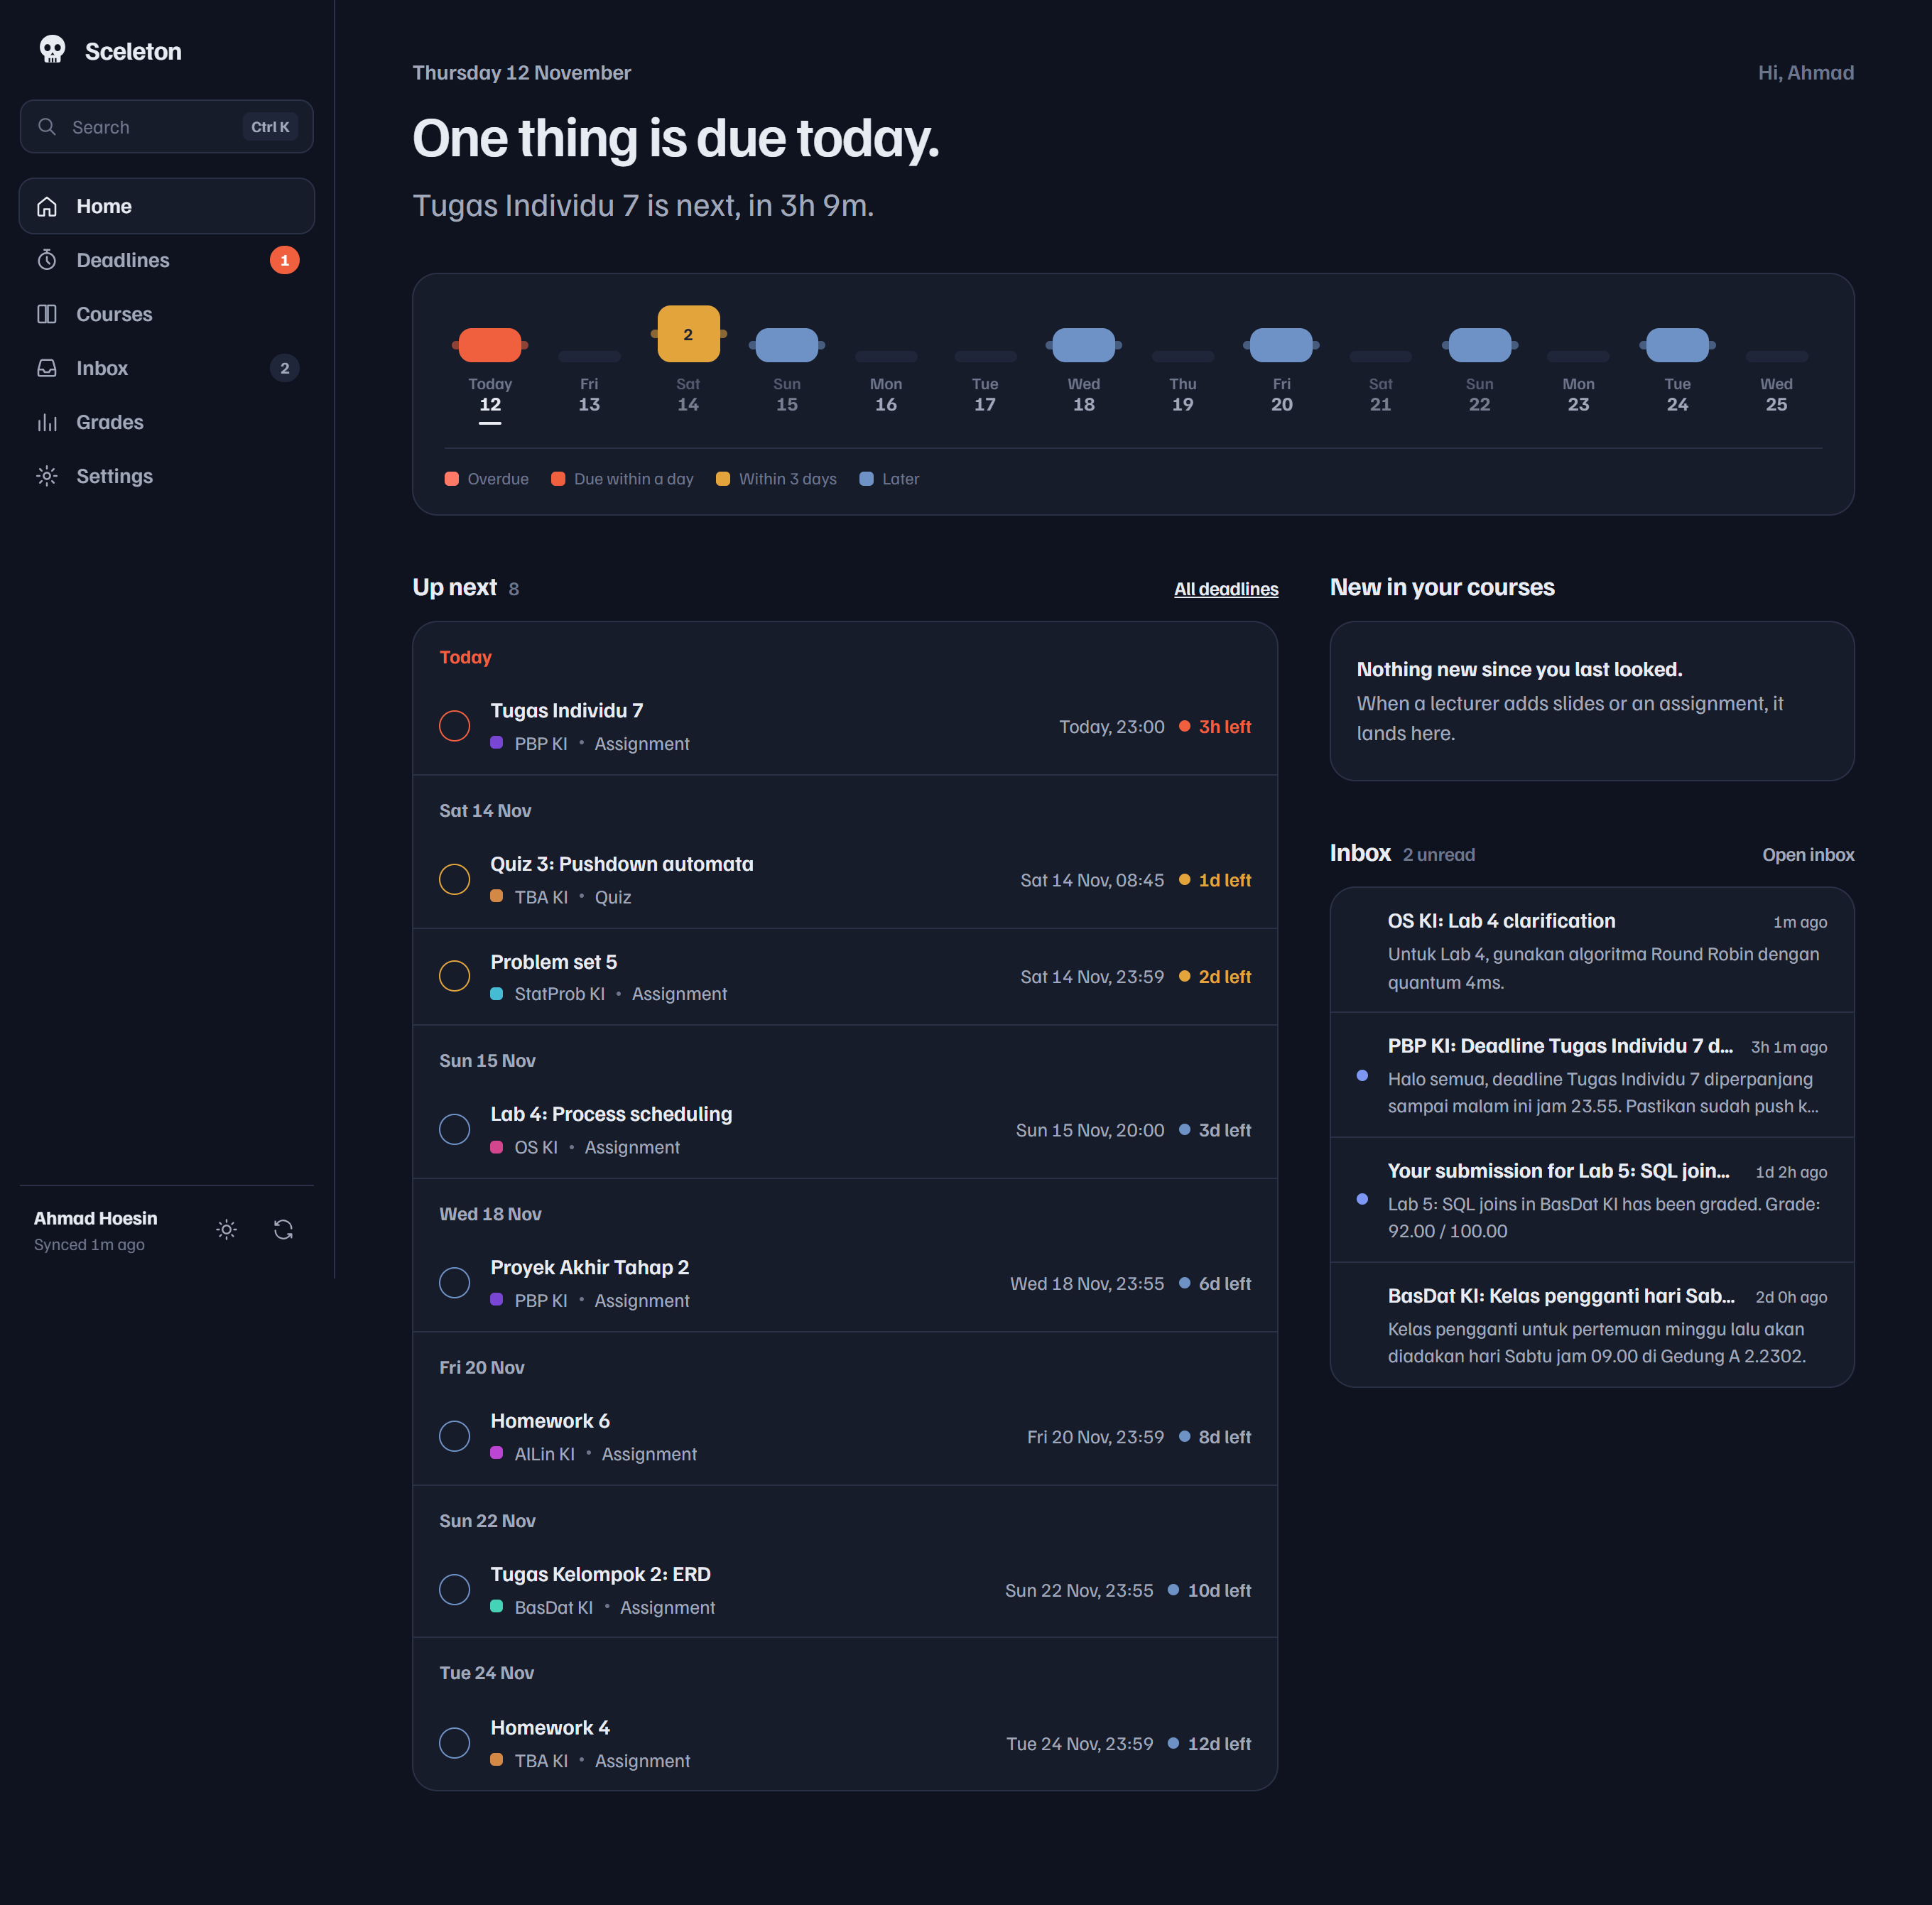 Sceleton
Search Ctrl K
Home
Deadlines 1
Courses
Inbox 2
Grades
Settings
Ahmad Hoesin
Synced 1m ago
Thursday 12 November
Hi, Ahmad
One thing is due today.
Tugas Individu 7 is next, in 3h 9m.
2
Today Fri Sat Sun Mon Tue Wed Thu Fri Sat Sun Mon Tue Wed
12 13 14 15 16 17 18 19 20 21 22 23 24 25
Overdue Due within a day Within 3 days Later
Up next 8 All deadlines
Today
Tugas Individu 7
PBP KI • Assignment
Today, 23:00 3h left
Sat 14 Nov
Quiz 3: Pushdown automata
TBA KI • Quiz
Sat 14 Nov, 08:45 1d left
Problem set 5
StatProb KI • Assignment
Sat 14 Nov, 23:59 2d left
Sun 15 Nov
Lab 4: Process scheduling
OS KI • Assignment
Sun 15 Nov, 20:00 3d left
Wed 18 Nov
Proyek Akhir Tahap 2
PBP KI • Assignment
Wed 18 Nov, 23:55 6d left
Fri 20 Nov
Homework 6
AlLin KI • Assignment
Fri 20 Nov, 23:59 8d left
Sun 22 Nov
Tugas Kelompok 2: ERD
BasDat KI • Assignment
Sun 22 Nov, 23:55 10d left
Tue 24 Nov
Homework 4
TBA KI • Assignment
Tue 24 Nov, 23:59 12d left
New in your courses
Nothing new since you last looked.
When a lecturer adds slides or an assignment, it
lands here.
Inbox 2 unread Open inbox
OS KI: Lab 4 clarification 1m ago
Untuk Lab 4, gunakan algoritma Round Robin dengan
quantum 4ms.
PBP KI: Deadline Tugas Individu 7 d... 3h 1m ago
Halo semua, deadline Tugas Individu 7 diperpanjang
sampai malam ini jam 23.55. Pastikan sudah push k...
Your submission for Lab 5: SQL join... 1d 2h ago
Lab 5: SQL joins in BasDat KI has been graded. Grade:
92.00 / 100.00
BasDat KI: Kelas pengganti hari Sab... 2d 0h ago
Kelas pengganti untuk pertemuan minggu lalu akan
diadakan hari Sabtu jam 09.00 di Gedung A 2.2302.